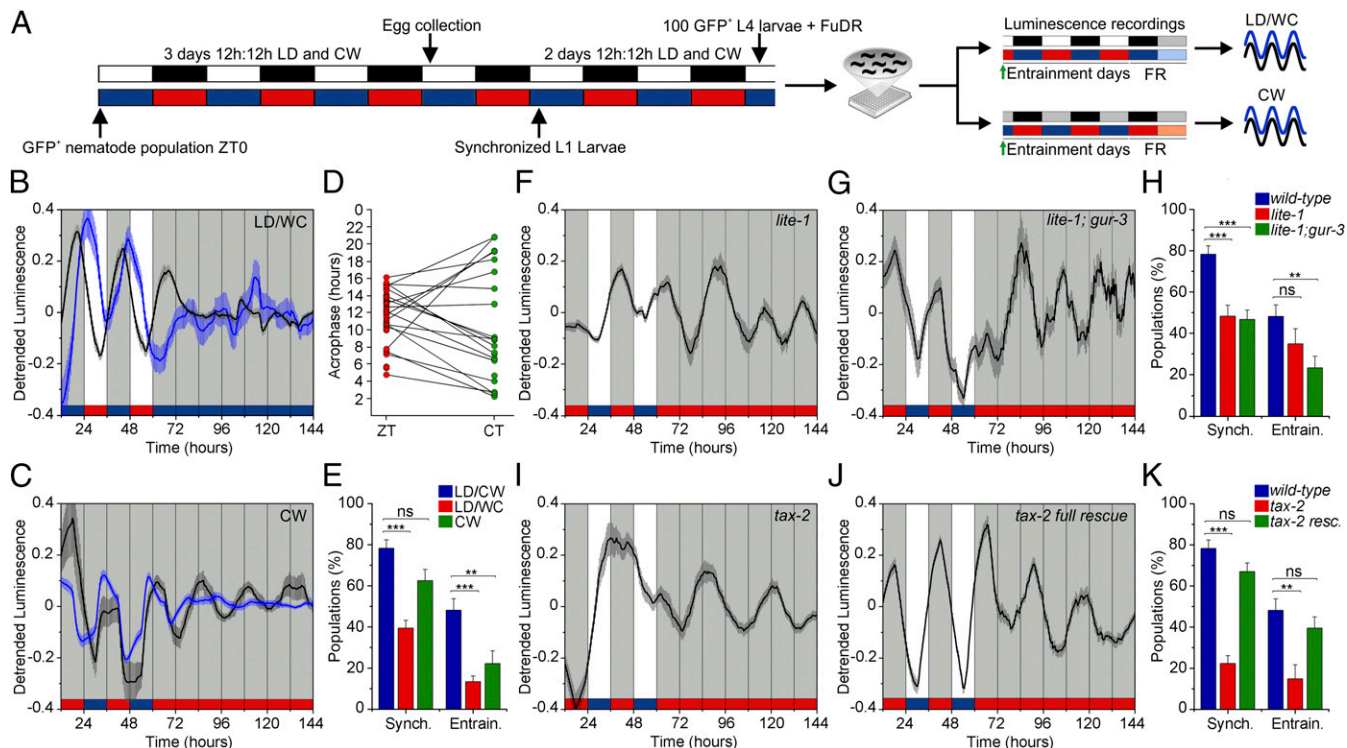 A
3 days 12h:12h LD and CW
Egg collection
2 days 12h:12h LD and CW
100 GFP⁺ L4 larvae + FuDR
GFP⁺ nematode population ZT0
Synchronized L1 Larvae
Luminescence recordings
Entrainment days FR
LD/WC
Entrainment days FR
CW
B
LD/WC
Detrended Luminescence
0.4
0.2
0
-0.2
-0.4
24 48 72 96 120 144
Time (hours)
D
Acrophase (hours)
0
22
20
18
16
14
12
10
8
6
4
2
ZT CT
F
lite-1
Detrended Luminescence
0.4
0.2
0
-0.2
-0.4
24 48 72 96 120 144
Time (hours)
G
lite-1; gur-3
Detrended Luminescence
0.4
0.2
0
-0.2
-0.4
24 48 72 96 120 144
Time (hours)
H
wild-type
lite-1
lite-1;gur-3
Populations (%)
100
80
60
40
20
0
***
***
**
ns
Synch. Entrain.
C
CW
Detrended Luminescence
0.4
0.2
0
-0.2
-0.4
24 48 72 96 120 144
Time (hours)
E
LD/CW
LD/WC
CW
Populations (%)
100
80
60
40
20
0
ns
***
**
***
Synch. Entrain.
I
tax-2
Detrended Luminescence
0.4
0.2
0
-0.2
-0.4
24 48 72 96 120 144
Time (hours)
J
tax-2 full rescue
Detrended Luminescence
0.4
0.2
0
-0.2
-0.4
24 48 72 96 120 144
Time (hours)
K
wild-type
tax-2
tax-2 resc.
Populations (%)
100
80
60
40
20
0
ns
***
ns
**
Synch. Entrain.